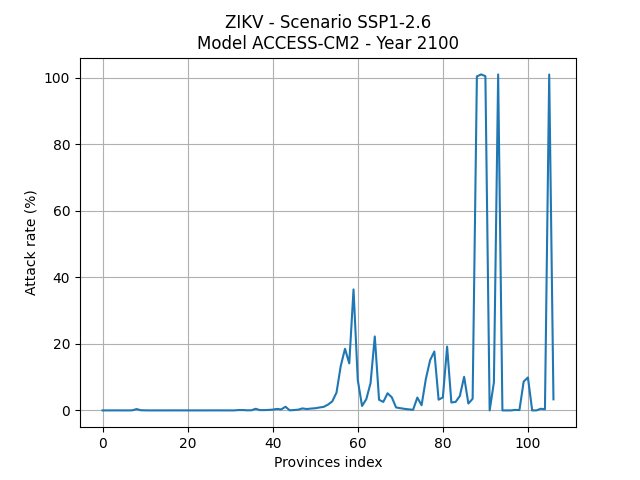 ZIKV - Scenario SSP1-2.6
Model ACCESS-CM2 - Year 2100
100
80
60
40
20
0
Attack rate (%)
0 20 40 60 80 100
Provinces index